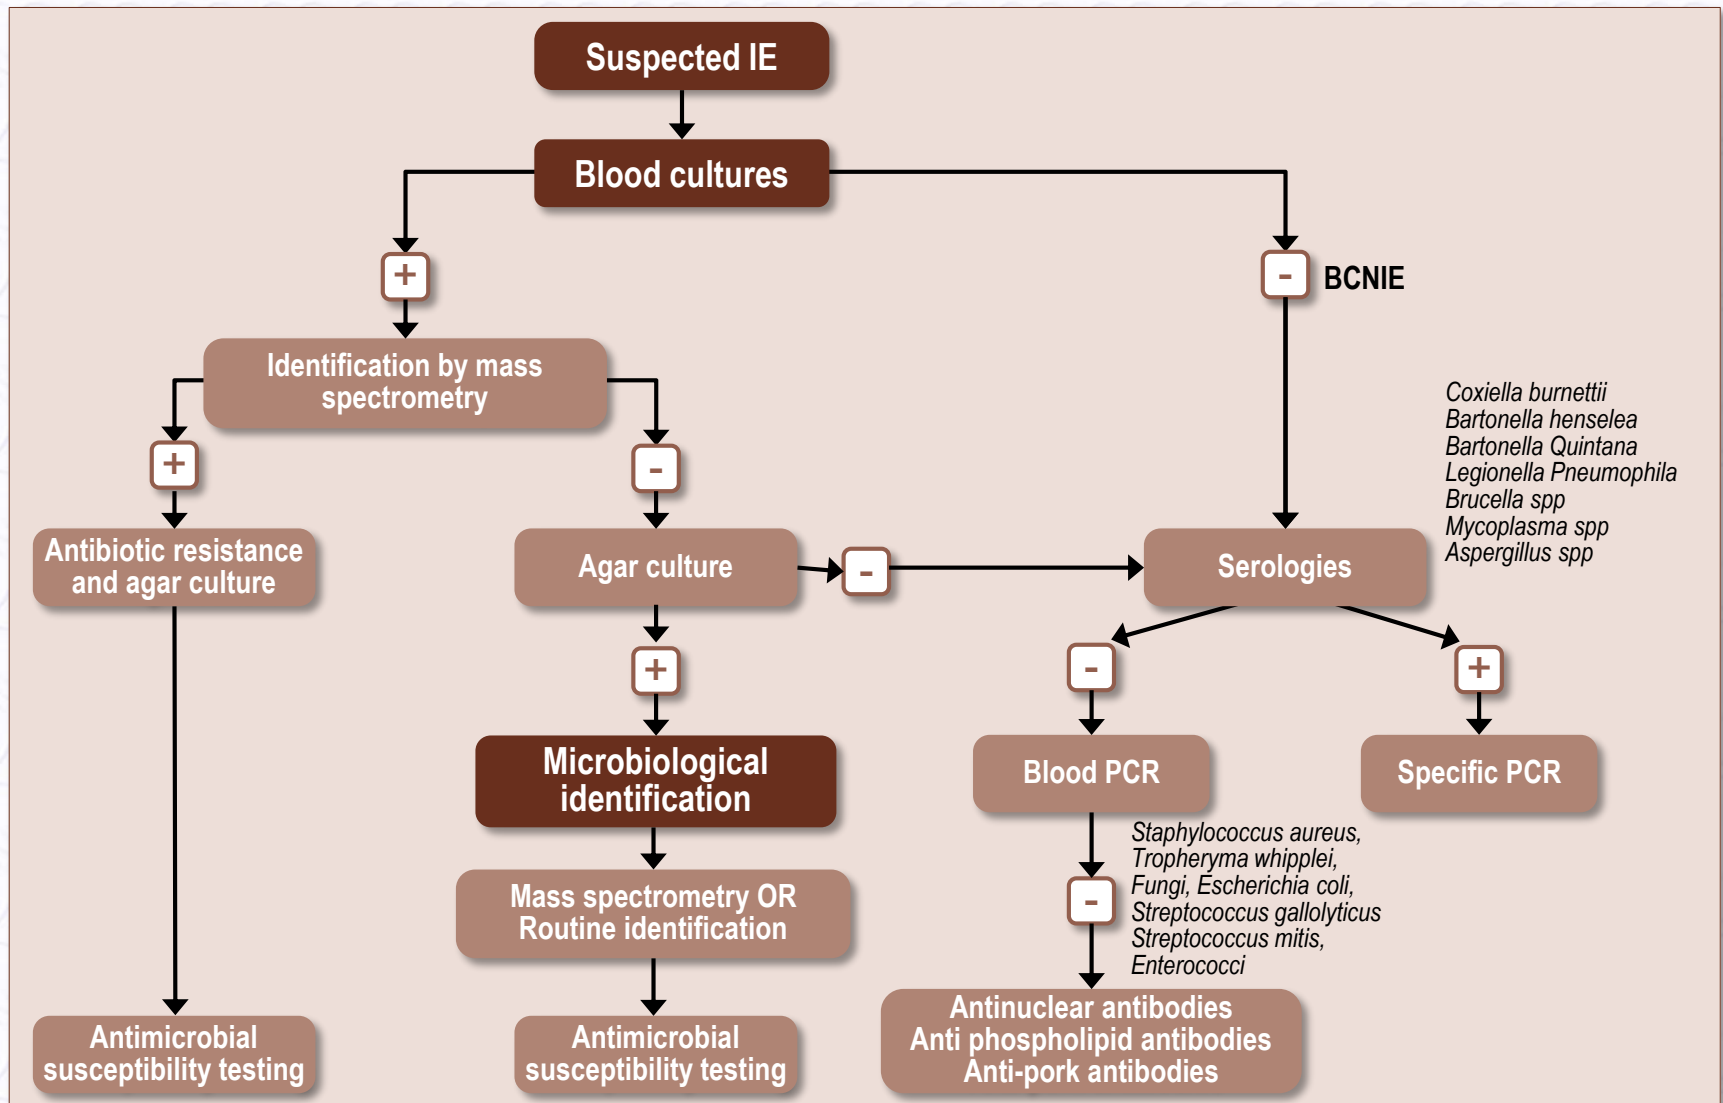 Suspected IE
Blood cultures
+
-
BCNIE
Identification by mass
spectrometry
+
-
Coxiella burnettii
Bartonella henselea
Bartonella Quintana
Legionella Pneumophila
Brucella spp
Mycoplasma spp
Aspergillus spp
Antibiotic resistance
and agar culture
Agar culture
-
Serologies
+
-
+
Microbiological
identification
Blood PCR
Specific PCR
Staphylococcus aureus,
Tropheryma whipplei,
Fungi, Escherichia coli,
Streptococcus gallolyticus
Streptococcus mitis,
Enterococci
-
Mass spectrometry OR
Routine identification
Antimicrobial
susceptibility testing
Antimicrobial
susceptibility testing
Antinuclear antibodies
Anti phospholipid antibodies
Anti-pork antibodies